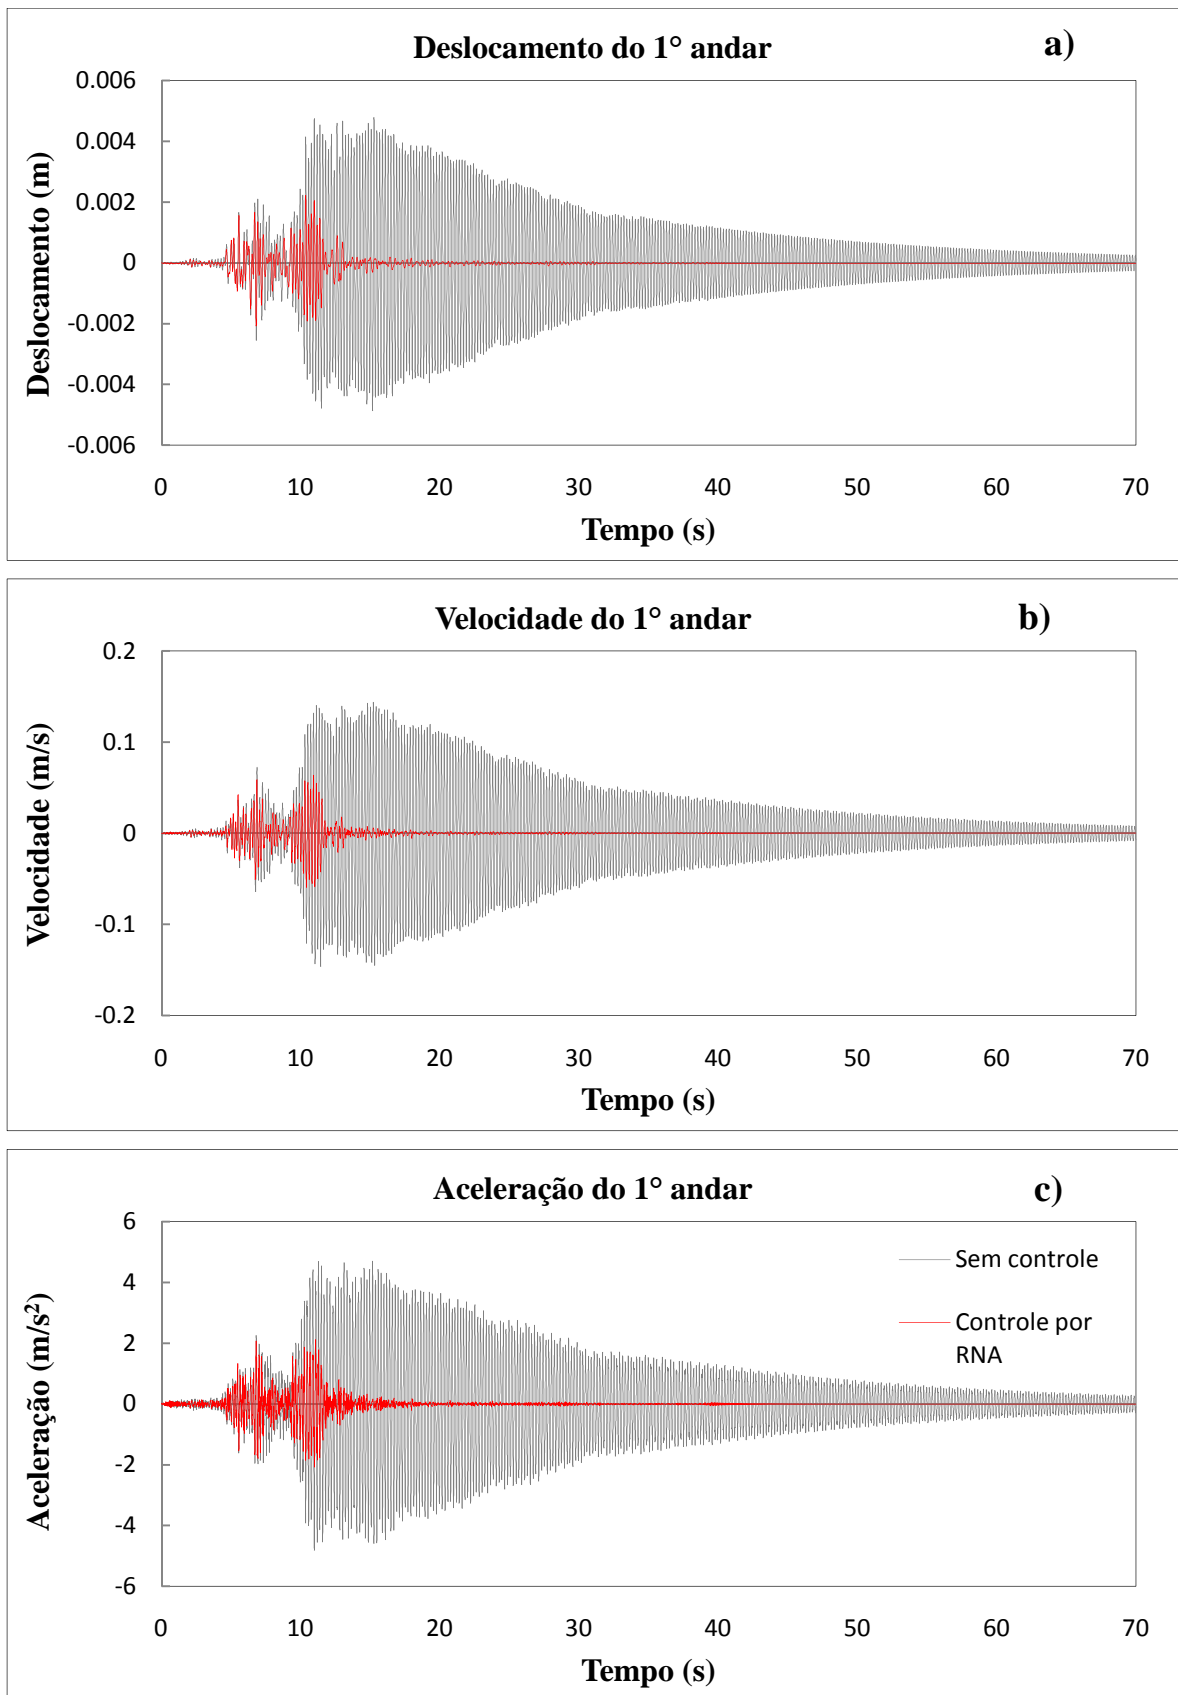 Deslocamento do 1° andar
a)
0.006
0.004
0.002
0
-0.002
-0.004
-0.006
Deslocamento (m)
0 10 20 30 40 50 60 70
Tempo (s)
Velocidade do 1° andar
b)
0.2
0.1
0
-0.1
-0.2
Velocidade (m/s)
0 10 20 30 40 50 60 70
Tempo (s)
Aceleração do 1° andar
c)
6
4
2
0
-2
-4
-6
Aceleração (m/s²)
Sem controle
Controle por
RNA
0 10 20 30 40 50 60 70
Tempo (s)